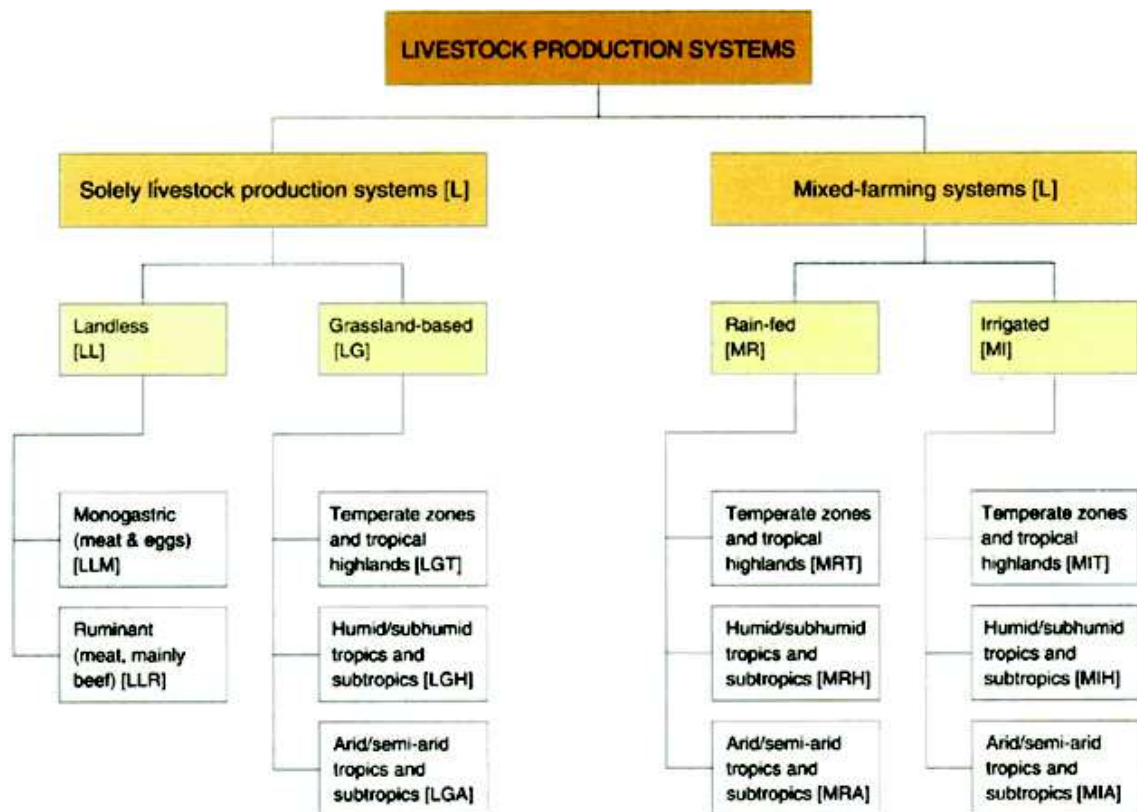 LIVESTOCK PRODUCTION SYSTEMS
Solely livestock production systems [L]
Mixed-farming systems [L]
Landless
[LL]
Grassland-based
[LG]
Rain-fed
[MR]
Irrigated
[MI]
Monogastric
(meat & eggs)
[LLM]
Temperate zones
and tropical
highlands [LGT]
Temperate zones
and tropical
highlands [MRT]
Temperate zones
and tropical
highlands [MIT]
Ruminant
(meat, mainly
beef) [LLR]
Humid/subhumid
tropics and
subtropics [LGH]
Humid/subhumid
tropics and
subtropics [MRH]
Humid/subhumid
tropics and
subtropics [MIH]
Arid/semi-arid
tropics and
subtropics [LGA]
Arid/semi-arid
tropics and
subtropics [MRA]
Arid/semi-arid
tropics and
subtropics [MIA]